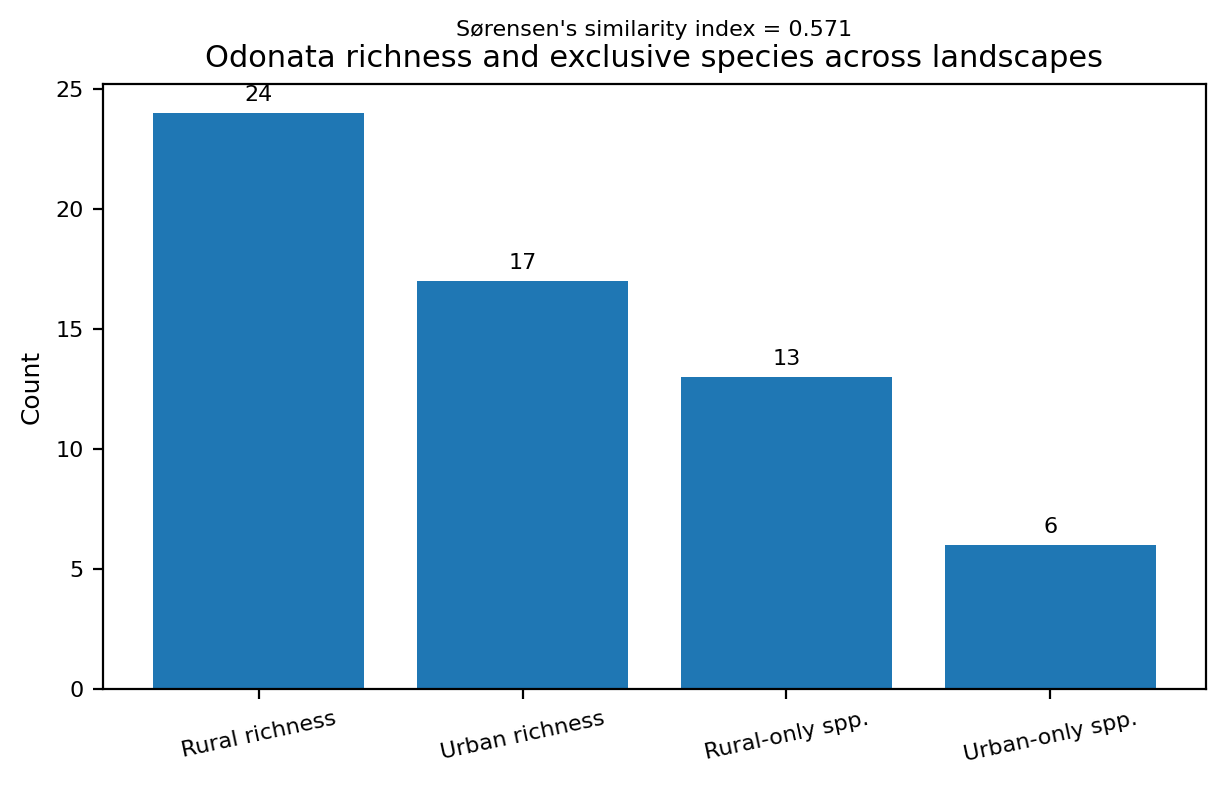 Sørensen's similarity index = 0.571
Odonata richness and exclusive species across landscapes
25
20
15
10
5
0
Count
24
17
13
6
Rural richness
Urban richness
Rural-only spp.
Urban-only spp.